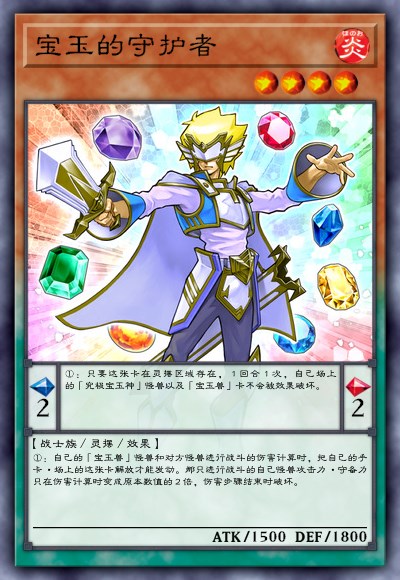 宝玉的守护者
ほのお
炎
①：只要这张卡在灵摆区域存在，1回合1次，自己场上
的「究极宝玉神」怪兽以及「宝玉兽」卡不会被效果破坏。
2
2
【战士族／灵摆／效果】
①：自己的「宝玉兽」怪兽和对方怪兽进行战斗的伤害计算时，把自己的手
卡·场上的这张卡解放才能发动。那只进行战斗的自己怪兽攻击力·守备力
只在伤害计算时变成原本数值的2倍，伤害步骤结束时破坏。
ATK/1500 DEF/1800